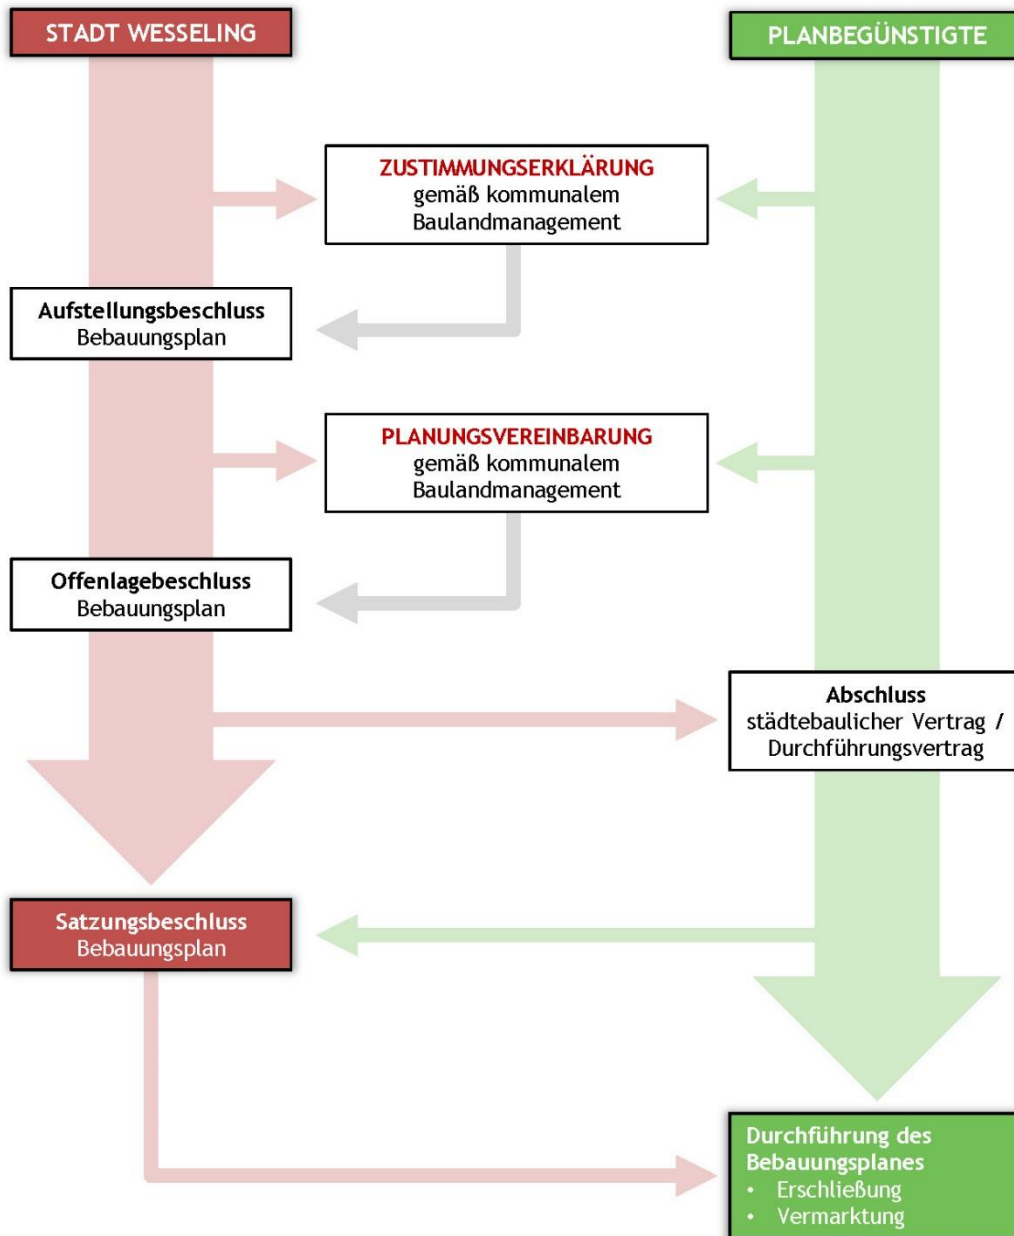 STADT WESSELING
PLANBEGÜNSTIGTE
ZUSTIMMUNGSERKLÄRUNG
gemäß kommunalem
Baulandmanagement
Aufstellungsbeschluss
Bebauungsplan
PLANUNGSVEREINBARUNG
gemäß kommunalem
Baulandmanagement
Offenlagebeschluss
Bebauungsplan
Abschluss
städtebaulicher Vertrag /
Durchführungsvertrag
Satzungsbeschluss
Bebauungsplan
Durchführung des
Bebauungsplanes
• Erschließung
• Vermarktung